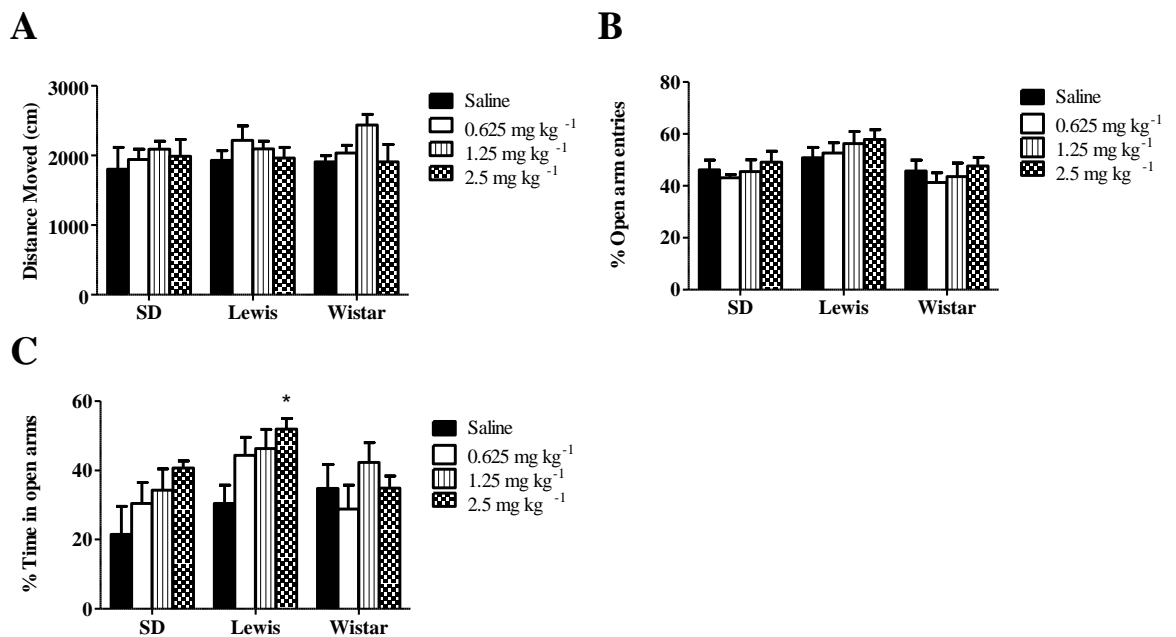 A
Distance Moved (cm)
3000
2000
1000
0
SD Lewis Wistar
Saline
0.625 mg kg -1
1.25 mg kg -1
2.5 mg kg -1
B
% Open arm entries
80
60
40
20
0
SD Lewis Wistar
Saline
0.625 mg kg -1
1.25 mg kg -1
2.5 mg kg -1
C
% Time in open arms
60
40
20
0
*
SD Lewis Wistar
Saline
0.625 mg kg -1
1.25 mg kg-1
2.5 mg kg -1